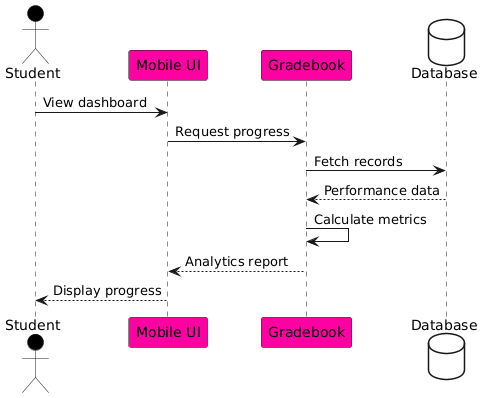 Student
Mobile UI
Gradebook
Database
View dashboard
Request progress
Fetch records
Performance data
Calculate metrics
Analytics report
Display progress
Student
Mobile UI
Gradebook
Database